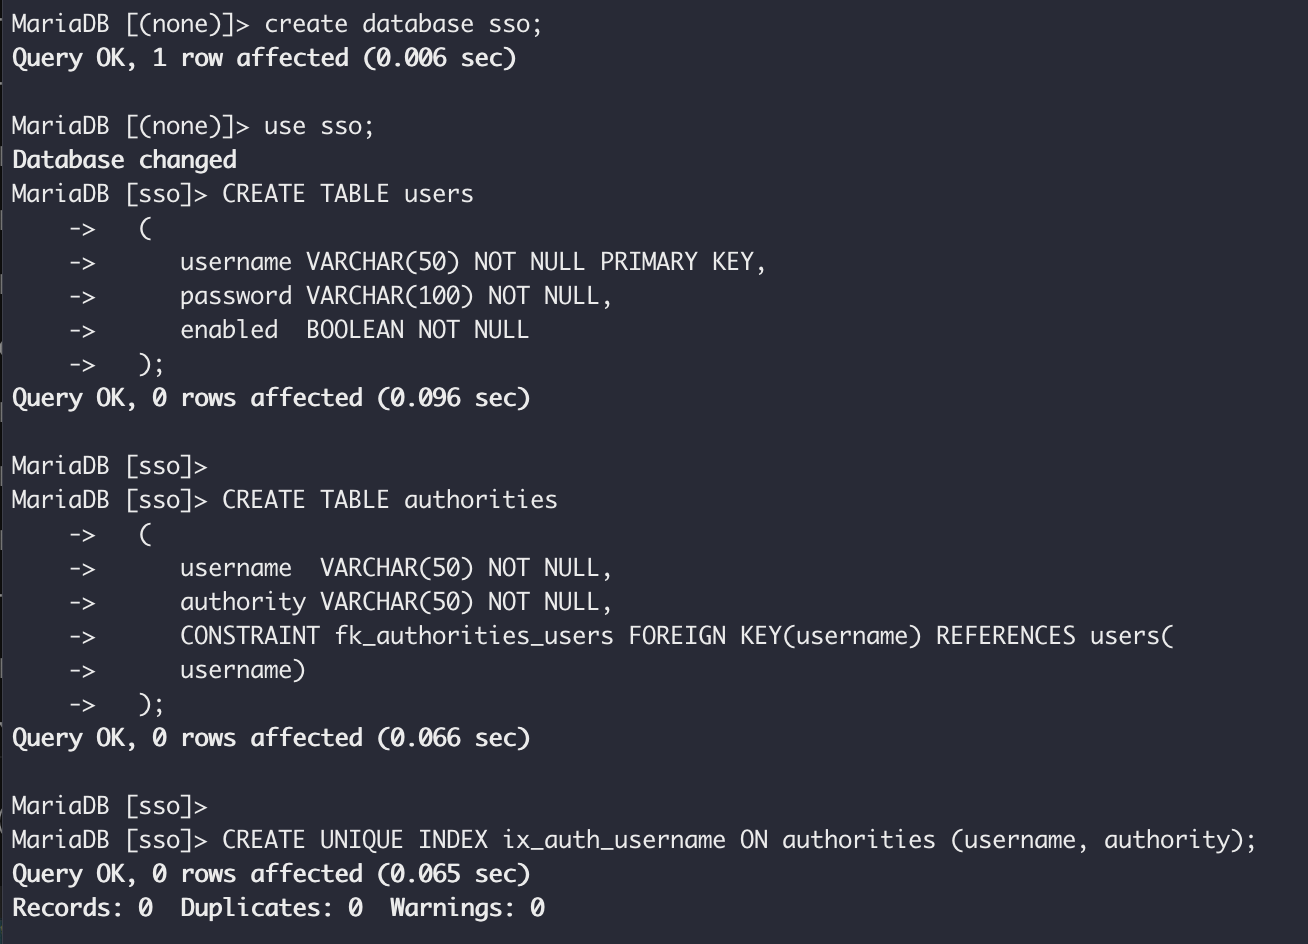 MariaDB [(none)]> create database sso;
Query OK, 1 row affected (0.006 sec)
MariaDB [(none)]> use sso;
Database changed
MariaDB [sso]> CREATE TABLE users
    ->   (
    ->      username VARCHAR(50) NOT NULL PRIMARY KEY,
    ->      password VARCHAR(100) NOT NULL,
    ->      enabled  BOOLEAN NOT NULL
    ->   );
Query OK, 0 rows affected (0.096 sec)
MariaDB [sso]>
MariaDB [sso]> CREATE TABLE authorities
    ->   (
    ->      username  VARCHAR(50) NOT NULL,
    ->      authority VARCHAR(50) NOT NULL,
    ->      CONSTRAINT fk_authorities_users FOREIGN KEY(username) REFERENCES users(
    ->      username)
    ->   );
Query OK, 0 rows affected (0.066 sec)
MariaDB [sso]>
MariaDB [sso]> CREATE UNIQUE INDEX ix_auth_username ON authorities (username, authority);
Query OK, 0 rows affected (0.065 sec)
Records: 0  Duplicates: 0  Warnings: 0